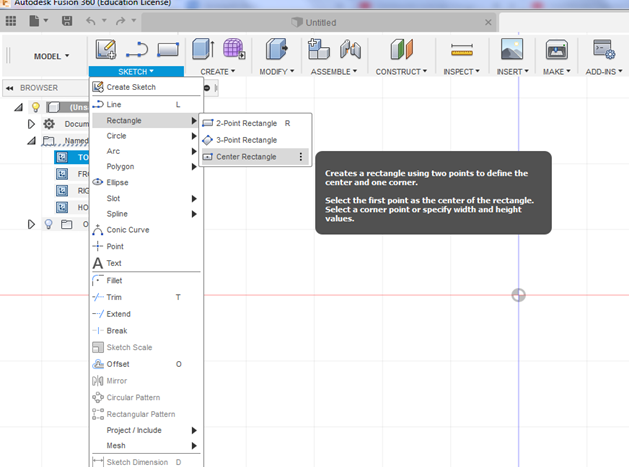 Autodesk Fusion 360 (Education License)
Untitled
MODEL
SKETCH CREATE MODIFY ASSEMBLE CONSTRUCT INSPECT INSERT MAKE ADD-INS
BROWSER
Create Sketch
(Uns
Line L
Docum
Rectangle
2-Point Rectangle R
Named
Circle
3-Point Rectangle
TO
Arc
Center Rectangle
FRO
Polygon
Creates a rectangle using two points to define the
center and one corner.
RIG
Ellipse
HO
Slot
Select the first point as the center of the rectangle.
Select a corner point or specify width and height
values.
O
Spline
Conic Curve
Point
Text
Fillet
Trim T
Extend
Break
Sketch Scale
Offset O
Mirror
Circular Pattern
Rectangular Pattern
Project / Include
Mesh
Sketch Dimension D